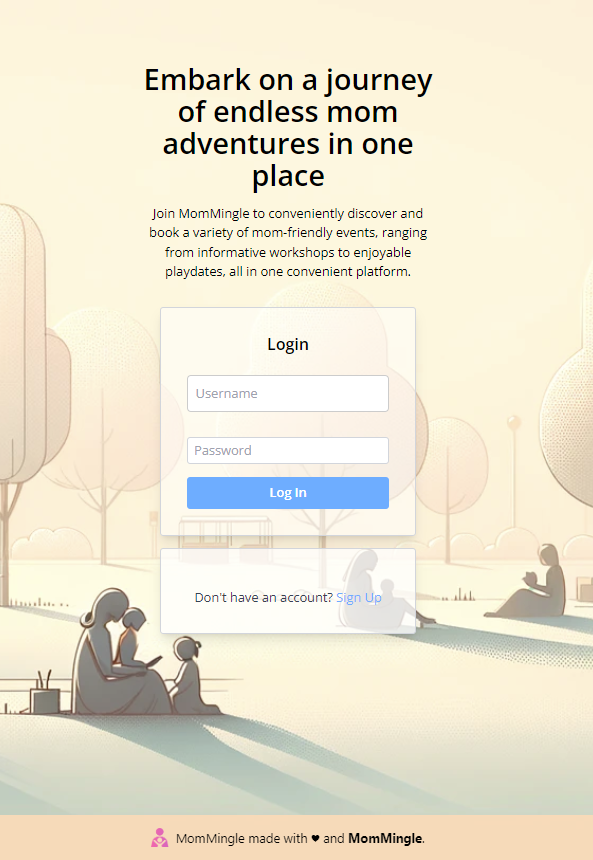 Embark on a journey
of endless mom
adventures in one
place
Join MomMingle to conveniently discover and
book a variety of mom-friendly events, ranging
from informative workshops to enjoyable
playdates, all in one convenient platform.
Login
Username
Password
Log In
Don't have an account? Sign Up
MomMingle made with ♥ and MomMingle.